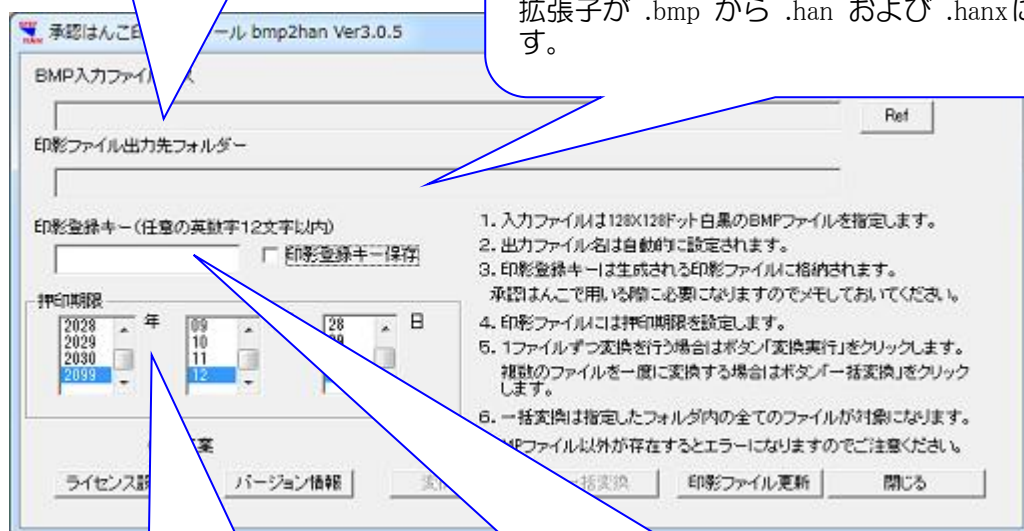 拡張子が .bmp から .han および .hanx
す。
承認はんこ ール bmp2han Ver3.0.5
BMP入力ファイル
Ref
印影ファイル出力先フォルダー
印影登録キー(任意の英数字12文字以内)
印影登録キー保存
押印期限
2028
2029
2030
2099
年
09
10
11
12
28
日
1. 入力ファイルは128X128ドット白黒のBMPファイルを指定します。
2. 出力ファイル名は自動的に設定されます。
3. 印影登録キーは生成される印影ファイルに格納されます。
承認はんこで用いる際に必要になりますのでメモしておいてください。
4. 印影ファイルには押印期限を設定します。
5. 1ファイルずつ変換を行う場合はボタン「変換実行」をクリックします。
複数のファイルを一度に変換する場合はボタン「一括変換」をクリック
します。
6. 一括変換は指定したフォルダ内の全てのファイルが対象になります。
MPファイル以外が存在するとエラーになりますのでご注意ください。
業
ライセンス
バージョン情報
括変換
印影ファイル更新
閉じる